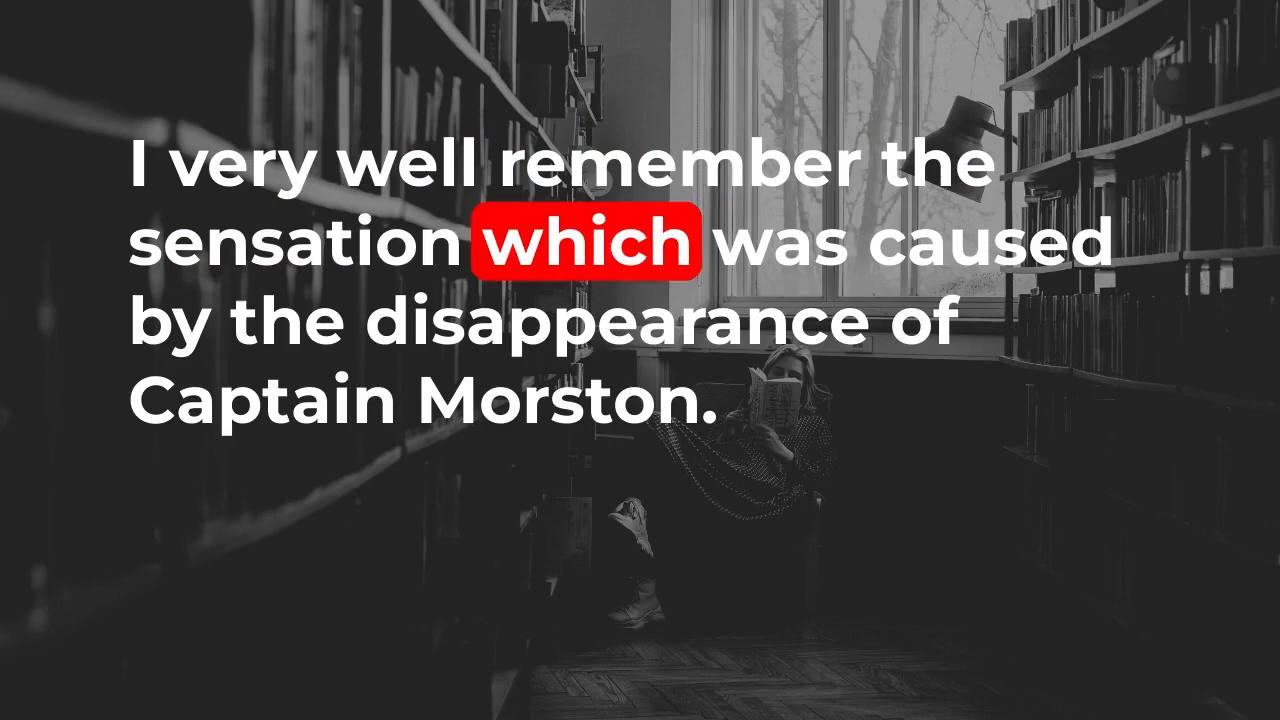 I very well remember the
sensation which was caused
by the disappearance of
Captain Morston.